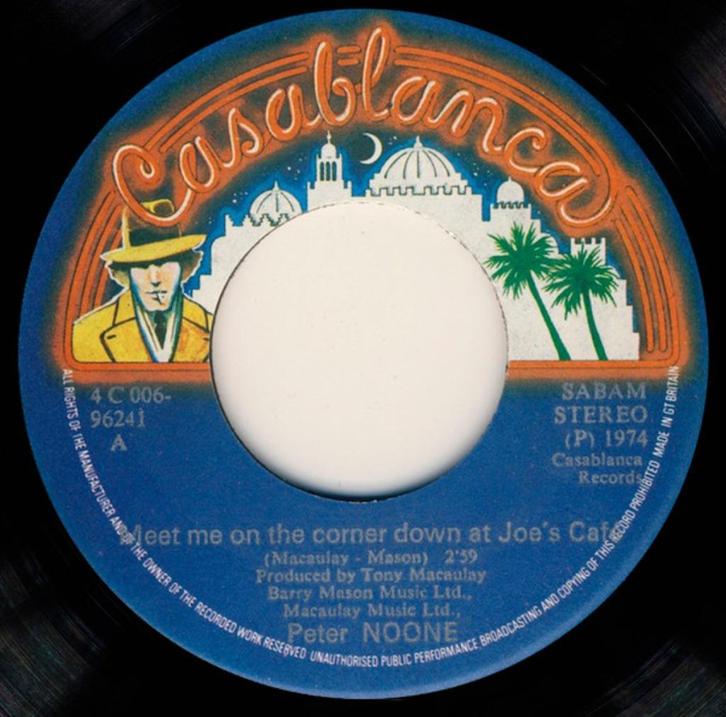 Casablanca
4 C 006-
96241
A
SABAM
STEREO
(P) 1974
Casablanca
Records
Meet me on the corner down at Joe's Café
(Macaulay - Mason) 2'59
Produced by Tony Macaulay
Barry Mason Music Ltd.,
Macaulay Music Ltd.,
Peter NOONE
ALL RIGHTS OF THE MANUFACTURER AND OF THE OWNER OF THE RECORDED WORK RESERVED UNAUTHORISED PUBLIC PERFORMANCE, BROADCASTING AND COPYING OF THIS RECORD PROHIBITED MADE IN GT BRITAIN